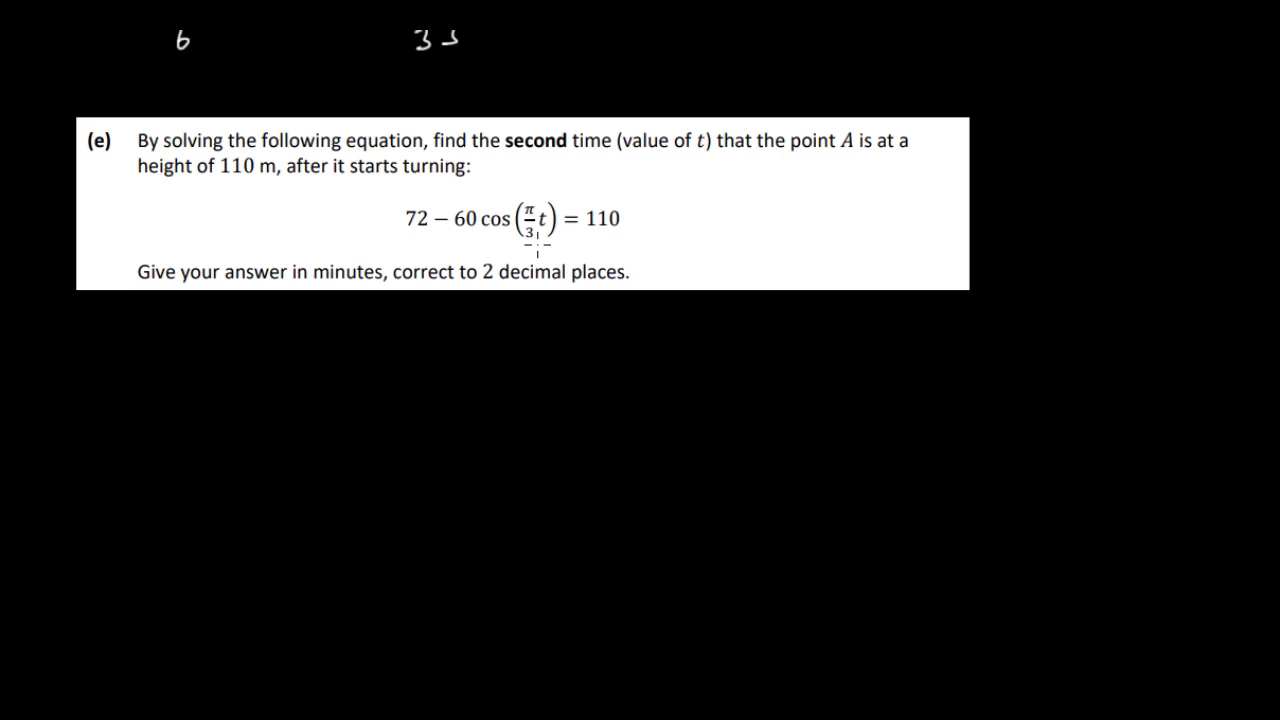 6 3
(e) By solving the following equation, find the second time (value of t) that the point A is at a
height of 110 m, after it starts turning:
72 − 60 cos(π/3 t) = 110
Give your answer in minutes, correct to 2 decimal places.